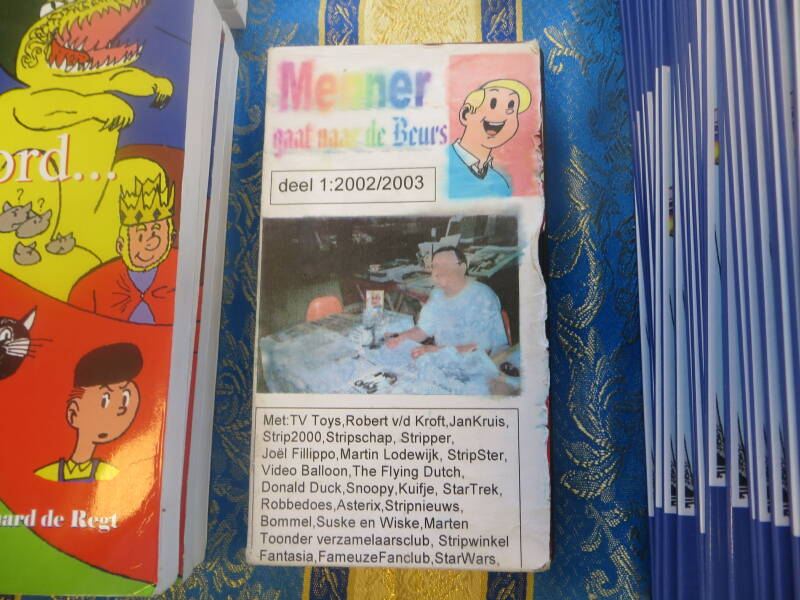 ord...
ard de Regt
Menner
gaat naar de Beurs
deel 1:2002/2003
Met:TV Toys,Robert v/d Kroft,JanKruis,
Strip2000,Stripschap, Stripper,
Joël Fillippo,Martin Lodewijk, StripSter,
Video Balloon,The Flying Dutch,
Donald Duck,Snoopy,Kuifje, StarTrek,
Robbedoes,Asterix,Stripnieuws,
Bommel,Suske en Wiske,Marten
Toonder verzamelaarsclub, Stripwinkel
Fantasia,FameuzeFanclub,StarWars,